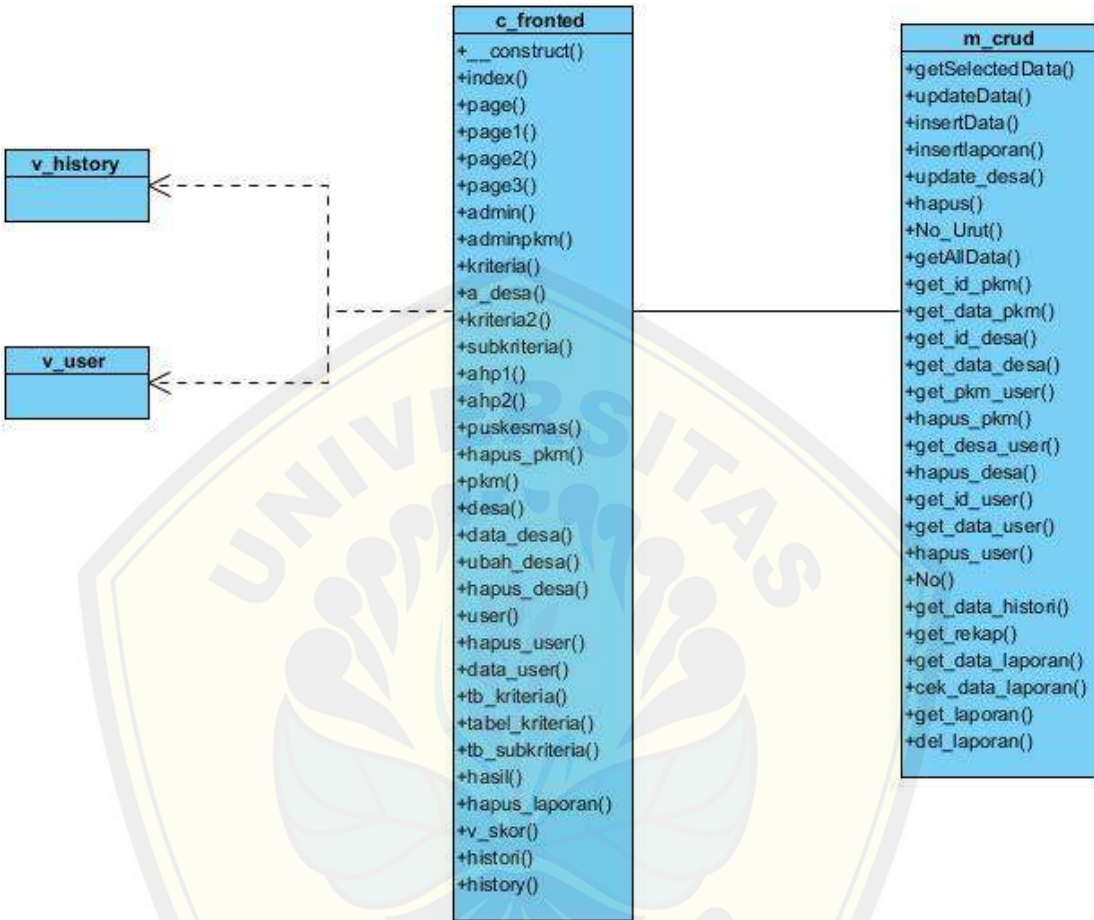 v_history
v_user
c_fronted
+__construct()
+index()
+page()
+page1()
+page2()
+page3()
+admin()
+adminpkm()
+kriteria()
+a_desa()
+kriteria2()
+subkriteria()
+ahp1()
+ahp2()
+puskesmas()
+hapus_pkm()
+pkm()
+desa()
+data_desa()
+ubah_desa()
+hapus_desa()
+user()
+hapus_user()
+data_user()
+tb_kriteria()
+tabel_kriteria()
+tb_subkriteria()
+hasil()
+hapus_laporan()
+v_skor()
+histori()
+history()
m_crud
+getSelectedData()
+updateData()
+insertData()
+insertlaporan()
+update_desa()
+hapus()
+No_Urut()
+getAllData()
+get_id_pkm()
+get_data_pkm()
+get_id_desa()
+get_data_desa()
+get_pkm_user()
+hapus_pkm()
+get_desa_user()
+hapus_desa()
+get_id_user()
+get_data_user()
+hapus_user()
+No()
+get_data_histori()
+get_rekap()
+get_data_laporan()
+cek_data_laporan()
+get_laporan()
+del_laporan()
UNIVERSITAS